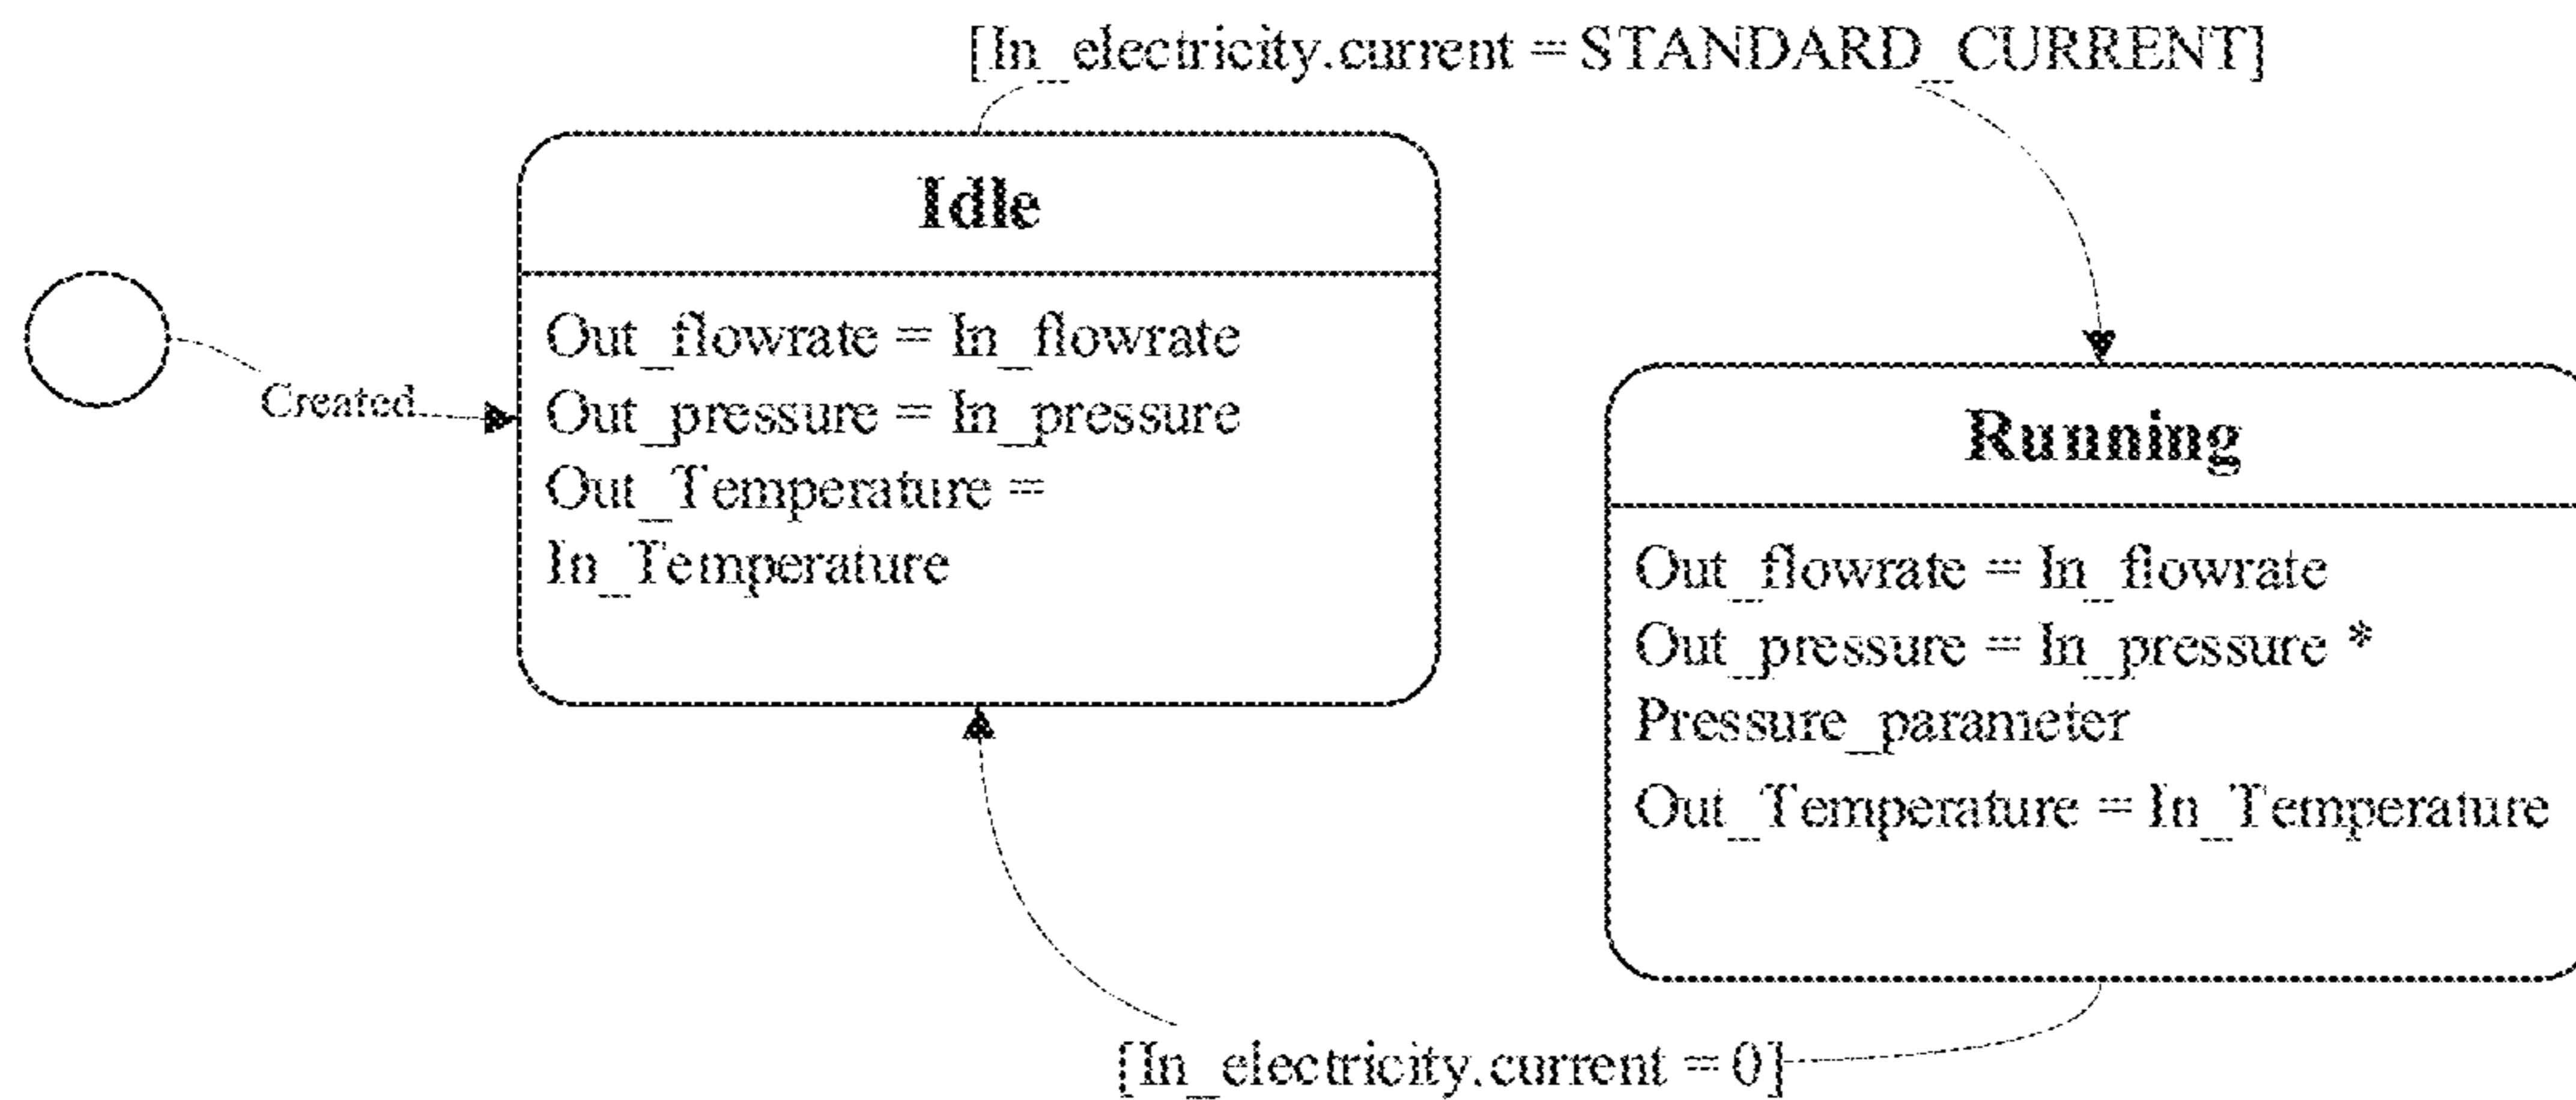 [In_electricity.current = STANDARD_CURRENT]
Idle
Out_flowrate = In_flowrate
Created
Out_pressure = In_pressure
Out_Temperature =
In_Temperature
Running
Out_flowrate = In_flowrate
Out_pressure = In_pressure *
Pressure_parameter
Out_Temperature = In_Temperature
[In_electricity.current = 0]